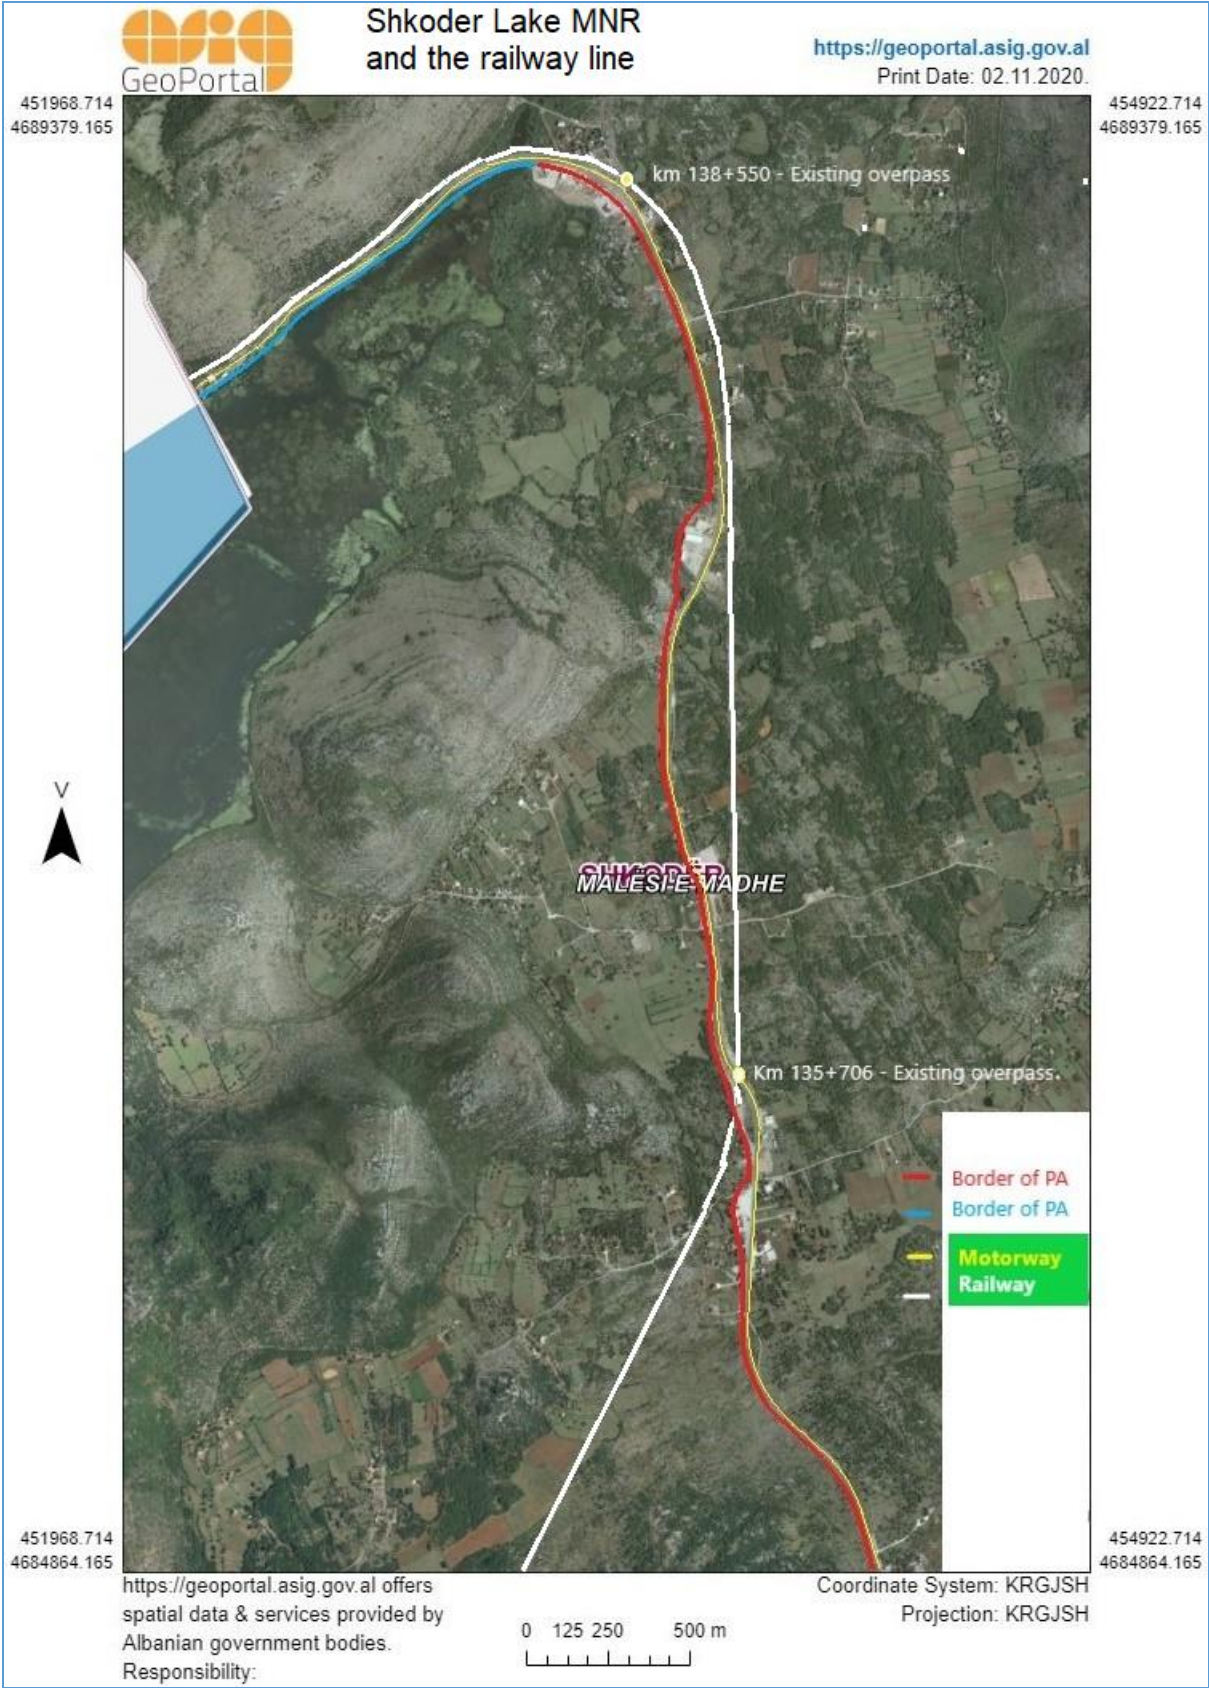 asig
GeoPortal
Shkoder Lake MNR
and the railway line
https://geoportal.asig.gov.al
Print Date: 02.11.2020.
451968.714
4689379.165
454922.714
4689379.165
km 138+550 - Existing overpass
V
SHKODËR
MALESI-E-MADHE
Km 135+706 - Existing overpass.
Border of PA
Border of PA
Motorway
Railway
451968.714
4684864.165
454922.714
4684864.165
https://geoportal.asig.gov.al offers
spatial data & services provided by
Albanian government bodies.
Responsibility:
0 125 250 500 m
Coordinate System: KRGJSH
Projection: KRGJSH